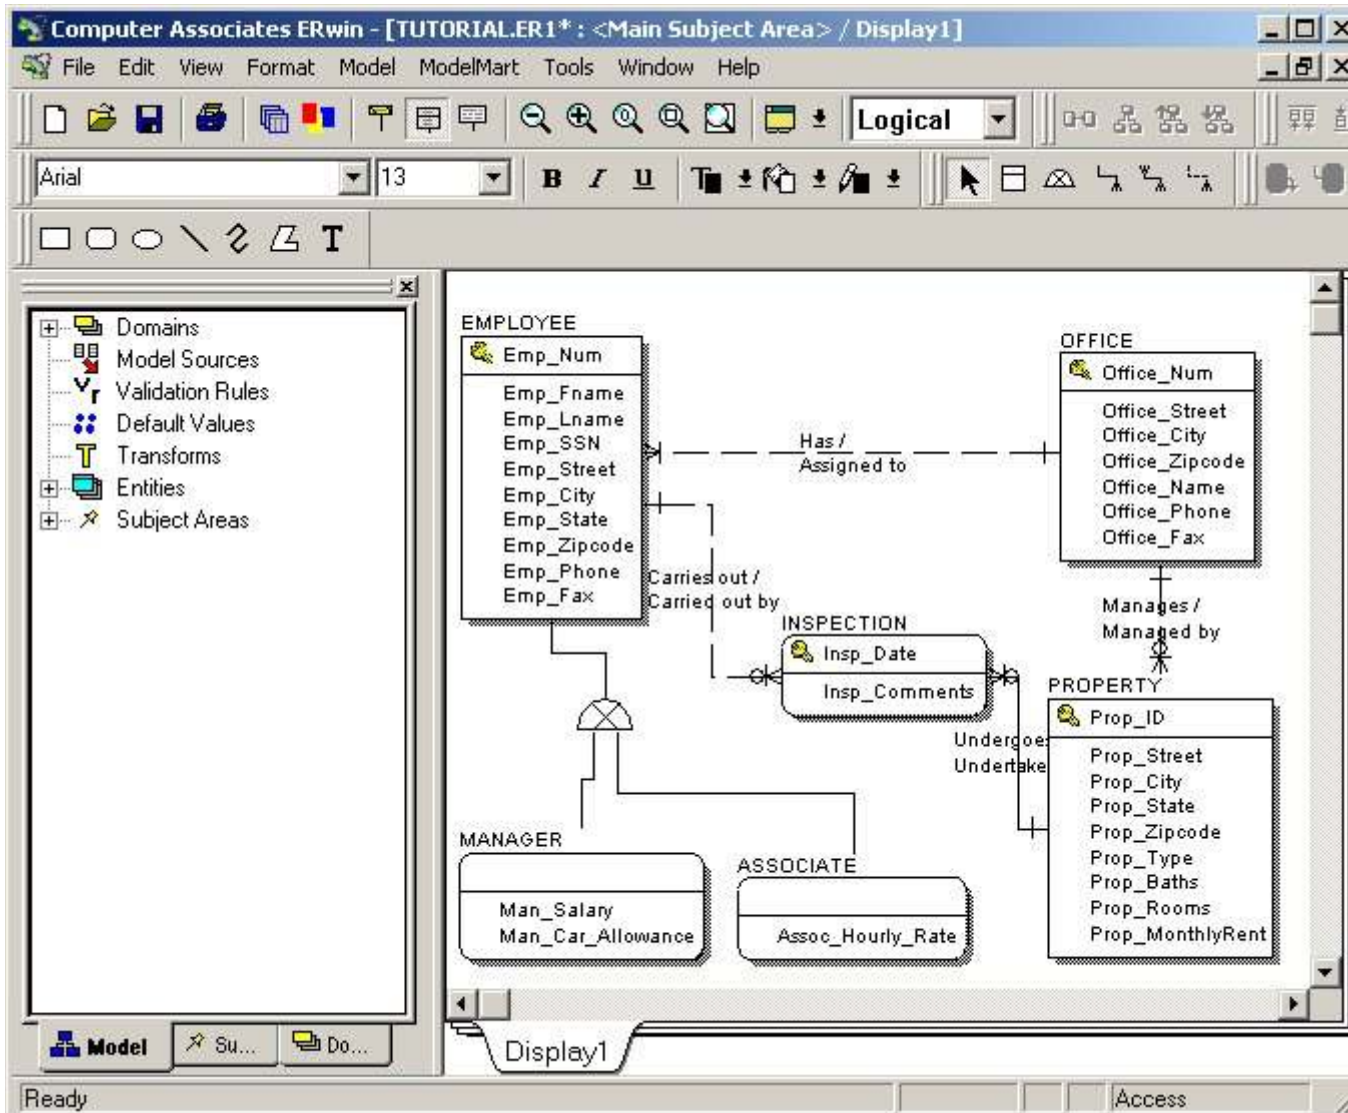 Computer Associates ERwin - [TUTORIAL.ER1* : <Main Subject Area> / Display1]
File Edit View Format Model ModelMart Tools Window Help
Logical
Arial 13 B I U
T
Domains
Model Sources
Validation Rules
Default Values
Transforms
Entities
Subject Areas
Model Su... Do...
EMPLOYEE
Emp_Num
Emp_Fname
Emp_Lname
Emp_SSN
Emp_Street
Emp_City
Emp_State
Emp_Zipcode
Emp_Phone
Emp_Fax
Has /
Assigned to
OFFICE
Office_Num
Office_Street
Office_City
Office_Zipcode
Office_Name
Office_Phone
Office_Fax
Carries out /
Carried out by
Manages /
Managed by
INSPECTION
Insp_Date
Insp_Comments
Undergoes
Undertake
PROPERTY
Prop_ID
Prop_Street
Prop_City
Prop_State
Prop_Zipcode
Prop_Type
Prop_Baths
Prop_Rooms
Prop_MonthlyRent
MANAGER
Man_Salary
Man_Car_Allowance
ASSOCIATE
Assoc_Hourly_Rate
Display1
Ready Access